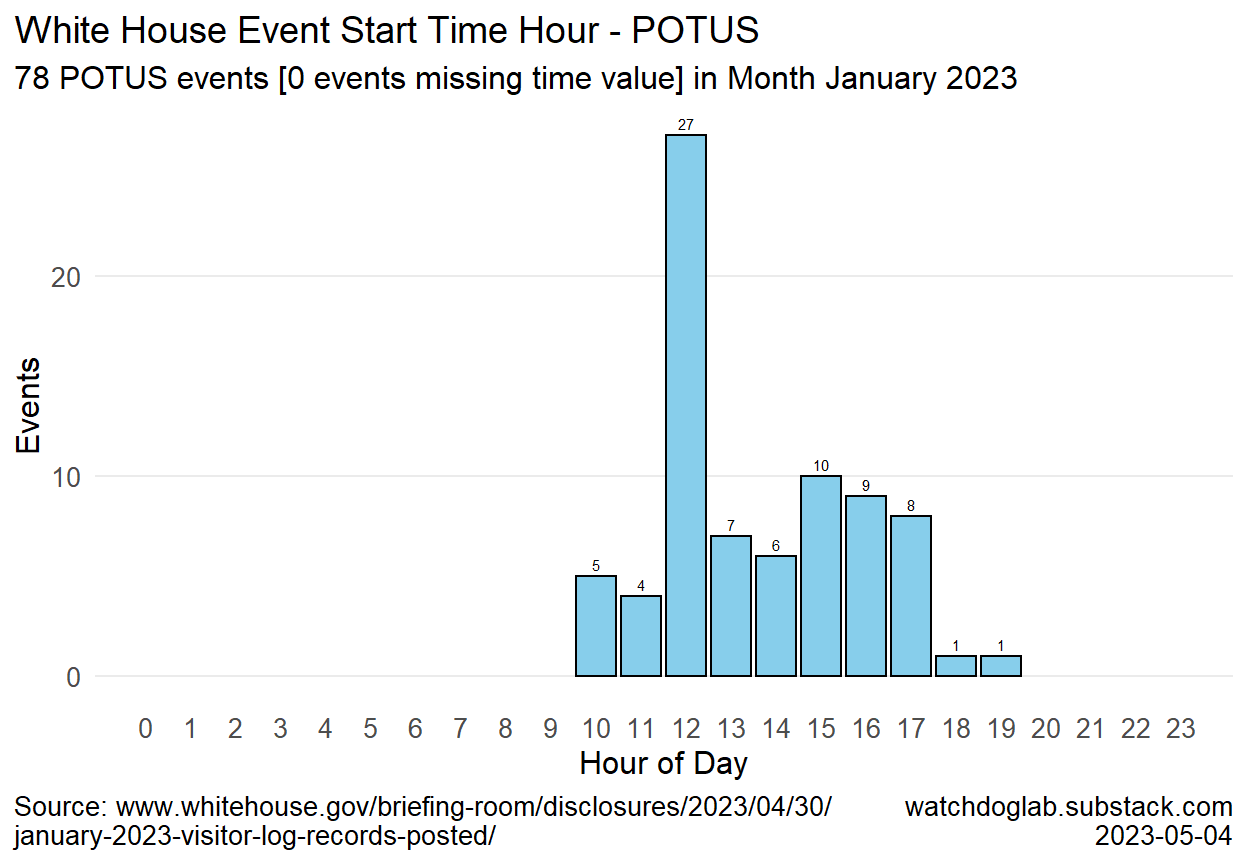 White House Event Start Time Hour - POTUS
78 POTUS events [0 events missing time value] in Month January 2023
27
20
Events
10
10
9
8
7
6
5
4
1
1
0
0 1 2 3 4 5 6 7 8 9 10 11 12 13 14 15 16 17 18 19 20 21 22 23
Hour of Day
Source: www.whitehouse.gov/briefing-room/disclosures/2023/04/30/
january-2023-visitor-log-records-posted/
watchdoglab.substack.com
2023-05-04